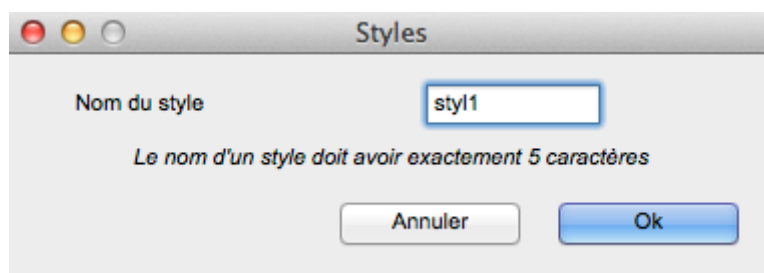 Styles
Nom du style styl1
Le nom d'un style doit avoir exactement 5 caractères
Annuler Ok